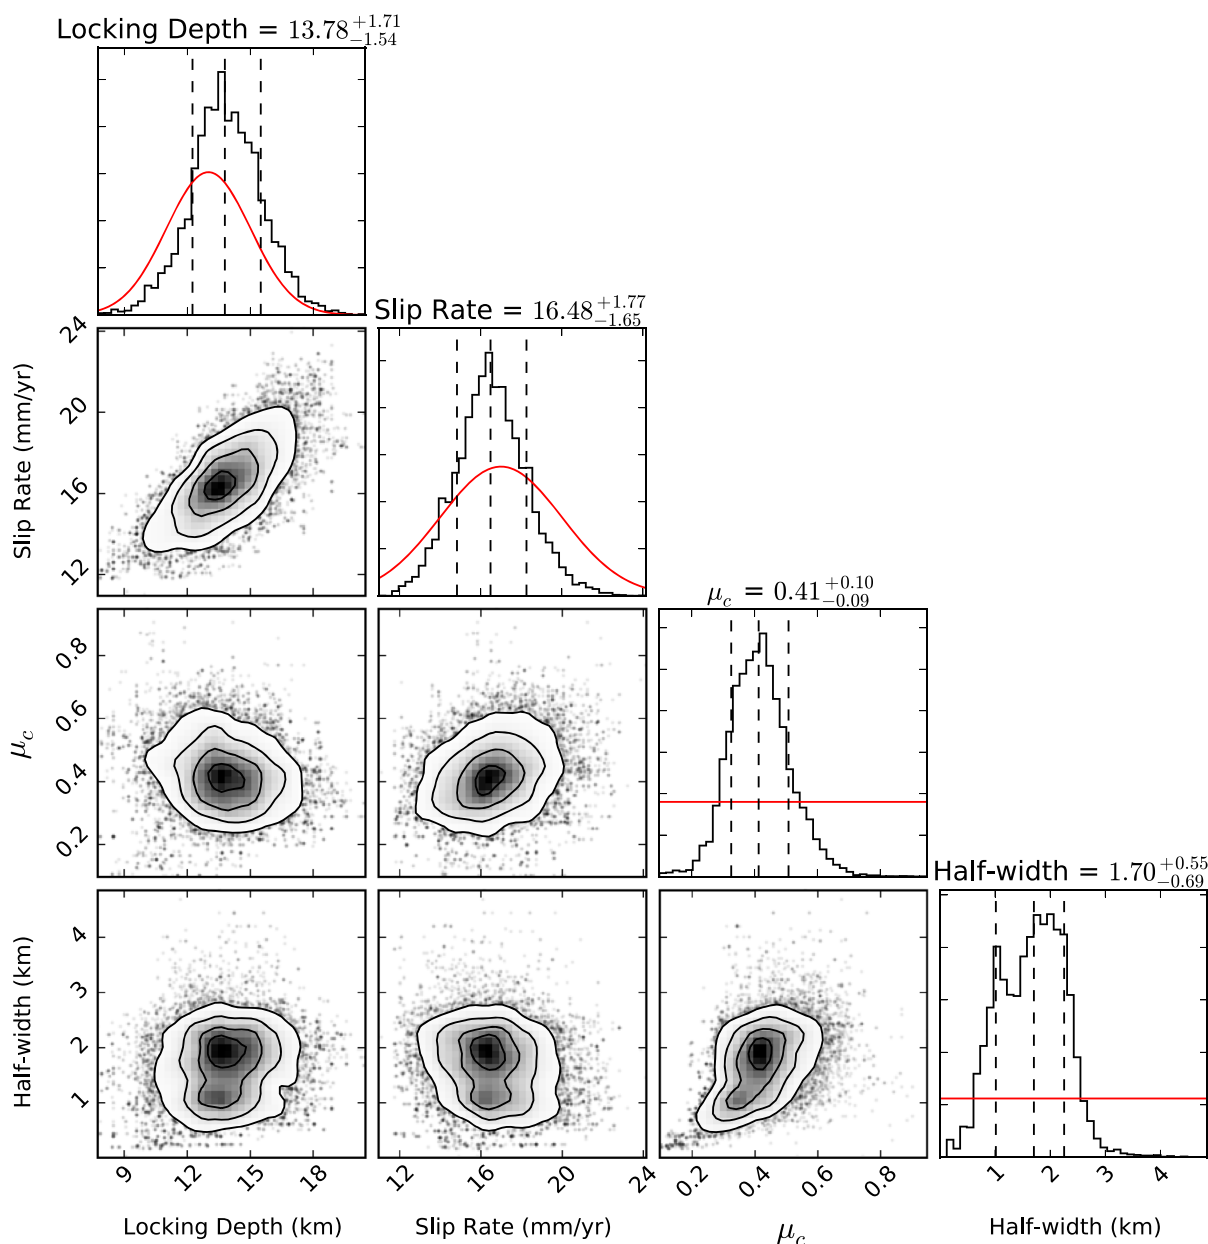 Locking Depth = 13.78 +1.71 −1.54
Slip Rate = 16.48 +1.77 −1.65
24
20
16
12
Slip Rate (mm/yr)
μc = 0.41 +0.10 −0.09
0.8
0.6
0.4
0.2
μc
Half-width = 1.70 +0.55 −0.69
4
3
2
1
Half-width (km)
9 12 15 18
12 16 20 24
0.2 0.4 0.6 0.8
1 2 3 4
Locking Depth (km)
Slip Rate (mm/yr)
μc
Half-width (km)